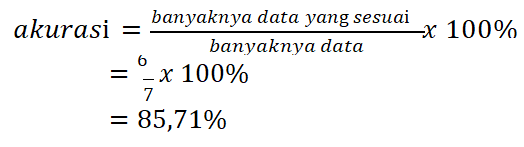 akurasi = banyaknya data yang sesuai / banyaknya data x 100%
= 6/7 x 100%
= 85,71%